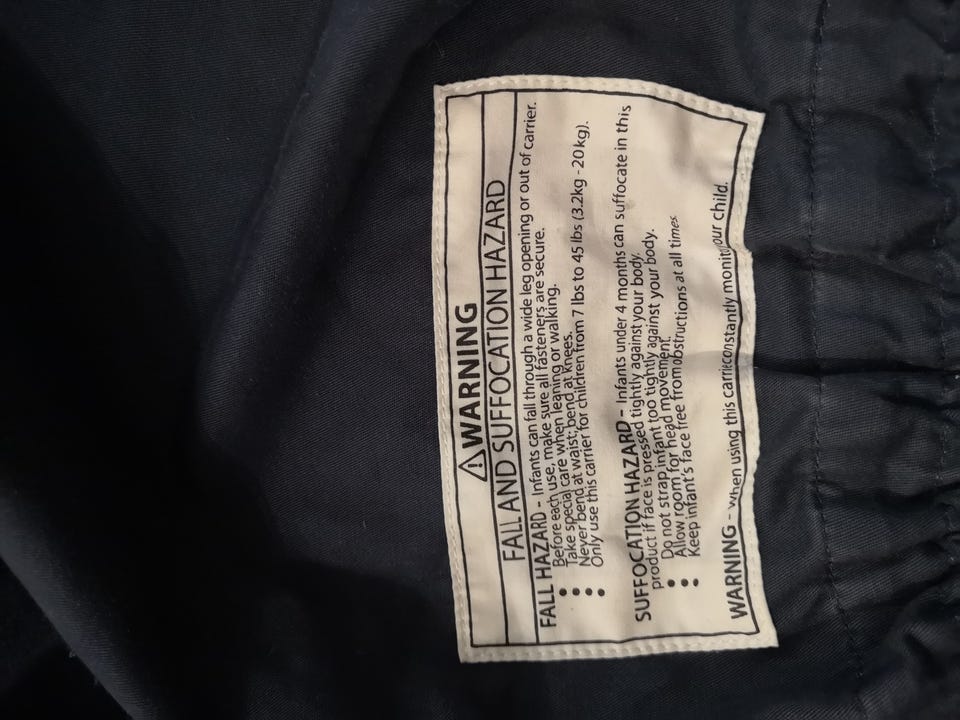 ⚠WARNING
FALL AND SUFFOCATION HAZARD
FALL HAZARD - Infants can fall through a wide leg opening or out of carrier.
• Before each use, make sure all fasteners are secure.
• Take special care when leaning or walking.
• Never bend at waist; bend at knees.
• Only use this carrier for children from 7 lbs to 45 lbs (3.2kg - 20kg).
SUFFOCATION HAZARD - Infants under 4 months can suffocate in this
product if face is pressed tightly against your body.
• Do not strap infant too tightly against your body.
• Allow room for head movement.
• Keep infant's face free from obstructions at all times
WARNING - when using this carrier constantly monitor your child.